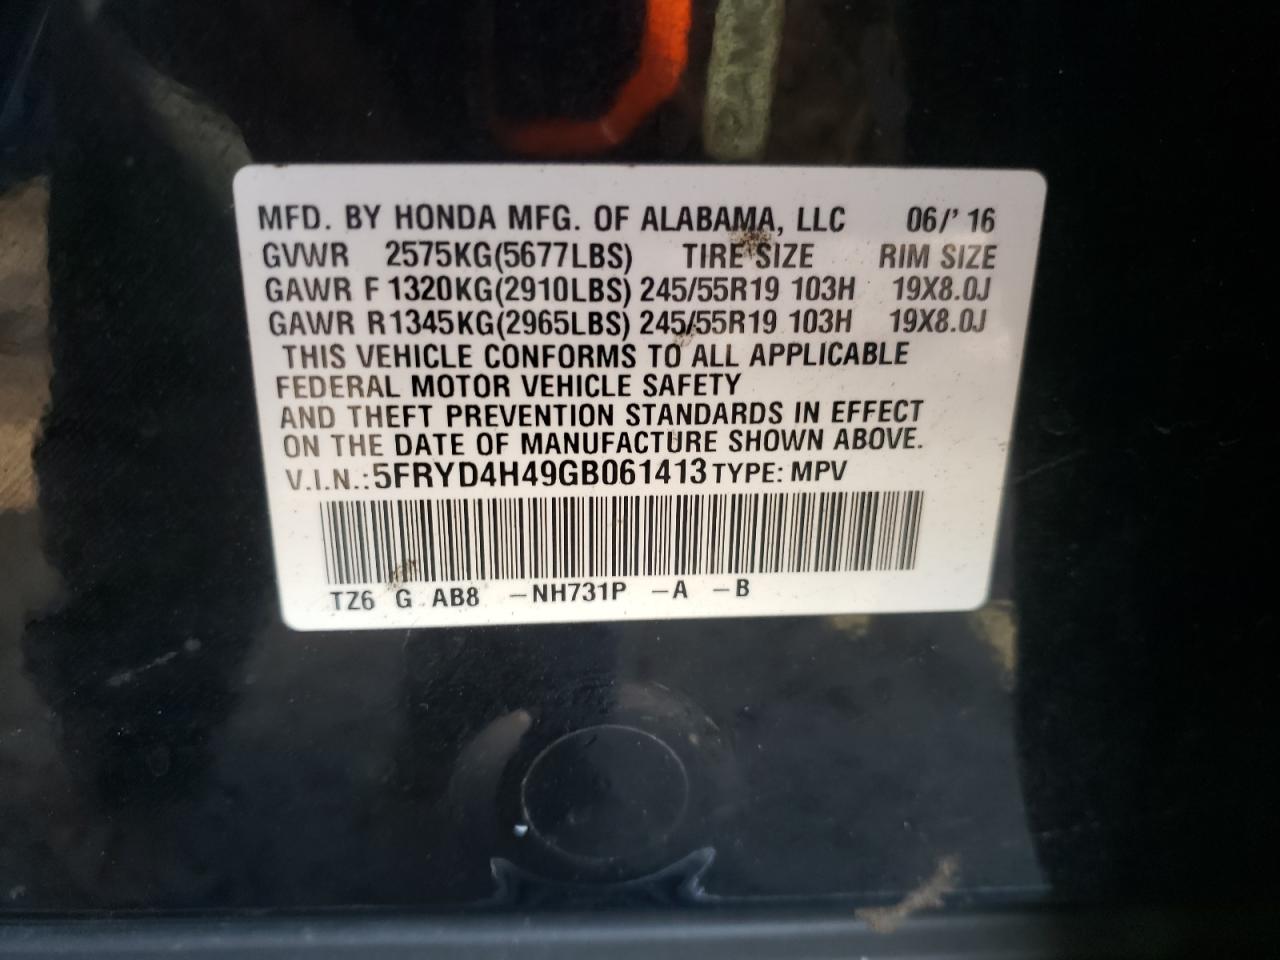 MFD. BY HONDA MFG. OF ALABAMA, LLC 06/' 16
GVWR 2575KG(5677LBS) TIRE SIZE RIM SIZE
GAWR F 1320KG(2910LBS) 245/55R19 103H 19X8.0J
GAWR R 1345KG(2965LBS) 245/55R19 103H 19X8.0J
THIS VEHICLE CONFORMS TO ALL APPLICABLE
FEDERAL MOTOR VEHICLE SAFETY
AND THEFT PREVENTION STANDARDS IN EFFECT
ON THE DATE OF MANUFACTURE SHOWN ABOVE.
V.I.N.: 5FRYD4H49GB061413 TYPE: MPV
TZ6 G AB8 -NH731P -A -B